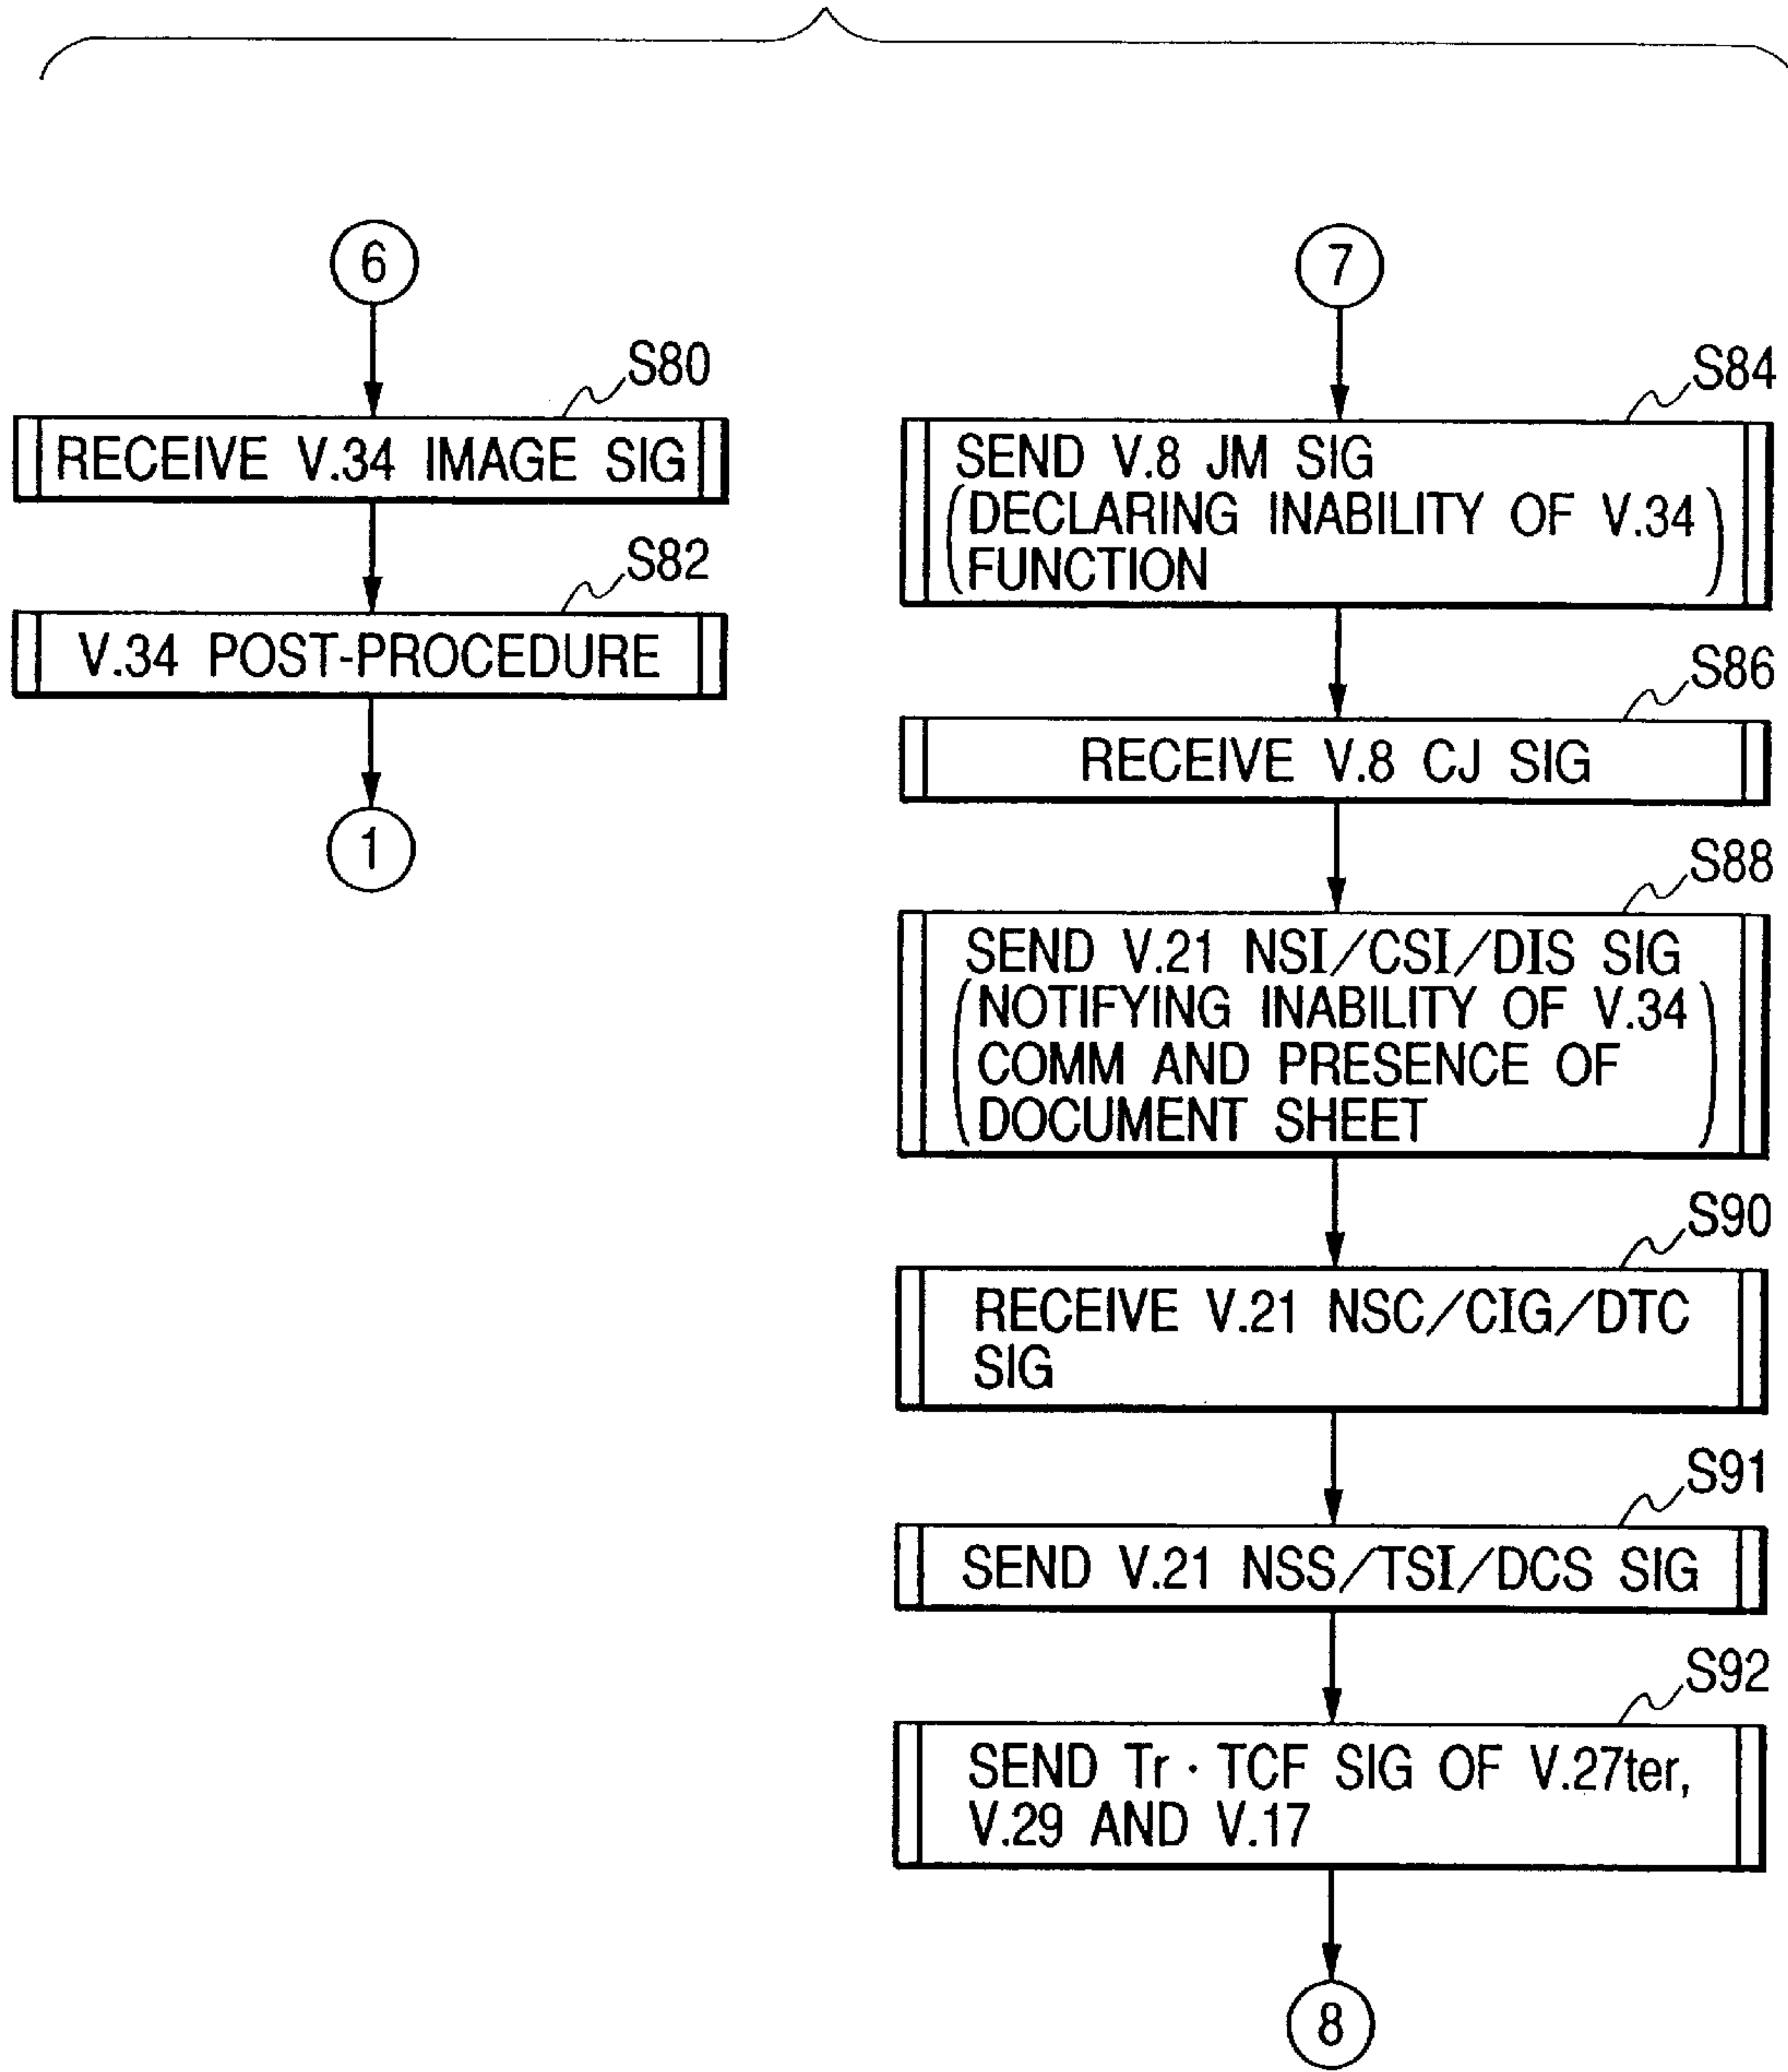 6
S80
RECEIVE V.34 IMAGE SIG
S82
V.34 POST-PROCEDURE
1
7
S84
SEND V.8 JM SIG
(DECLARING INABILITY OF V.34
FUNCTION)
S86
RECEIVE V.8 CJ SIG
S88
SEND V.21 NSI/CSI/DIS SIG
(NOTIFYING INABILITY OF V.34
COMM AND PRESENCE OF
DOCUMENT SHEET)
S90
RECEIVE V.21 NSC/CIG/DTC
SIG
S91
SEND V.21 NSS/TSI/DCS SIG
S92
SEND Tr · TCF SIG OF V.27ter,
V.29 AND V.17
8